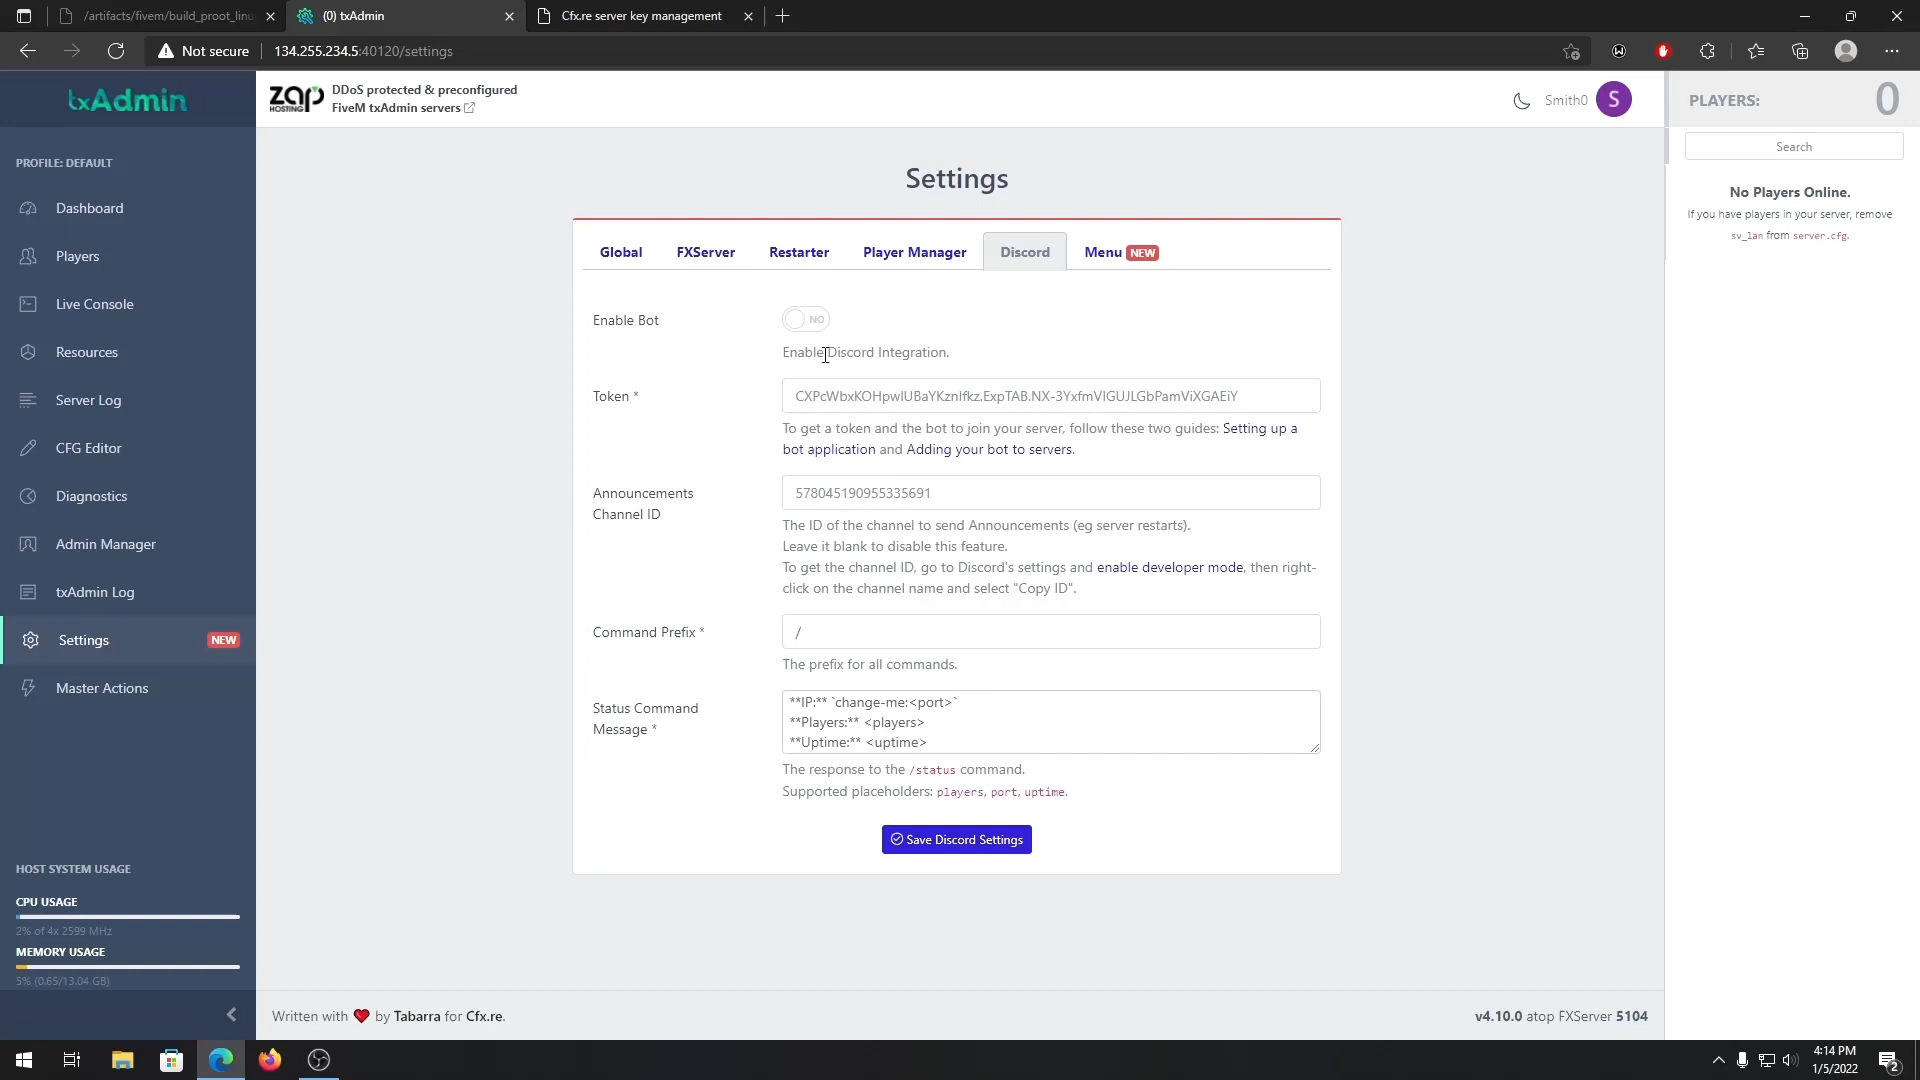 /artifacts/fivem/build_proot_linu
(0) txAdmin
Cfx.re server key management
Not secure
134.255.234.5:40120/settings
txAdmin
ZAP HOSTING
DDoS protected & preconfigured
FiveM txAdmin servers
Smith0
S
PLAYERS:
0
Search
No Players Online.
If you have players in your server, remove
sv_lan from server.cfg.
PROFILE: DEFAULT
Dashboard
Players
Live Console
Resources
Server Log
CFG Editor
Diagnostics
Admin Manager
txAdmin Log
Settings
NEW
Master Actions
HOST SYSTEM USAGE
CPU USAGE
2% of 4x 2599 MHz
MEMORY USAGE
5% (0.65/13.04 GB)
Settings
Global
FXServer
Restarter
Player Manager
Discord
Menu NEW
Enable Bot
NO
Enable Discord Integration.
Token *
CXPcWbxKOHpwIUBaYKznIfkz.ExpTAB.NX-3YxfmVIGUJLGbPamViXGAEiY
To get a token and the bot to join your server, follow these two guides: Setting up a
bot application and Adding your bot to servers.
Announcements
Channel ID
578045190955335691
The ID of the channel to send Announcements (eg server restarts).
Leave it blank to disable this feature.
To get the channel ID, go to Discord's settings and enable developer mode, then right-
click on the channel name and select "Copy ID".
Command Prefix *
/
The prefix for all commands.
Status Command
Message *
**IP:** `change-me:<port>`
**Players:** <players>
**Uptime:** <uptime>
The response to the /status command.
Supported placeholders: players, port, uptime.
Save Discord Settings
Written with ❤ by Tabarra for Cfx.re.
v4.10.0 atop FXServer 5104
4:14 PM
1/5/2022
2